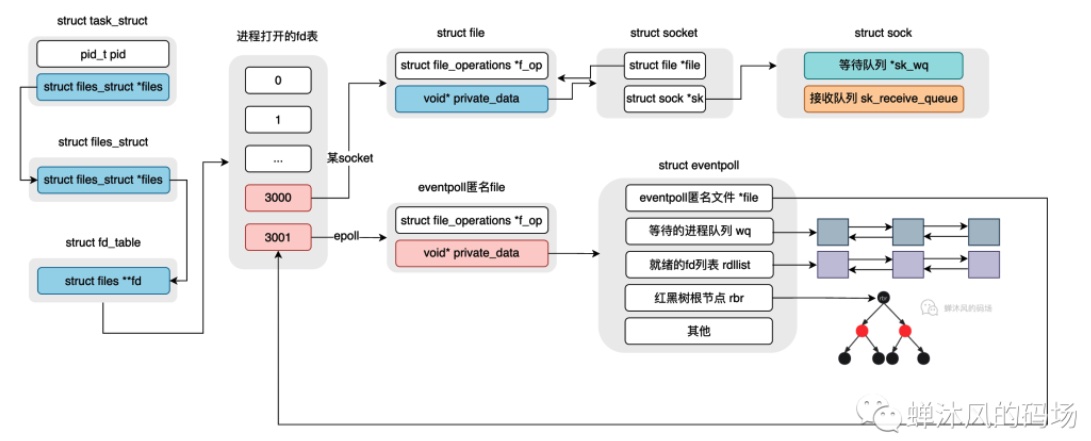 struct task_struct
pid_t pid
struct files_struct *files
struct files_struct
struct files_struct *files
struct fd_table
struct files **fd
进程打开的fd表
0
1
...
3000
3001
某socket
epoll
struct file
struct file_operations *f_op
void* private_data
struct socket
struct file *file
struct sock *sk
struct sock
等待队列 *sk_wq
接收队列 sk_receive_queue
eventpoll匿名file
struct file_operations *f_op
void* private_data
struct eventpoll
eventpoll匿名文件 *file
等待的进程队列 wq
就绪的fd列表 rdllist
红黑树根节点 rbr
其他
蝉沐风的码场
蝉沐风的码场